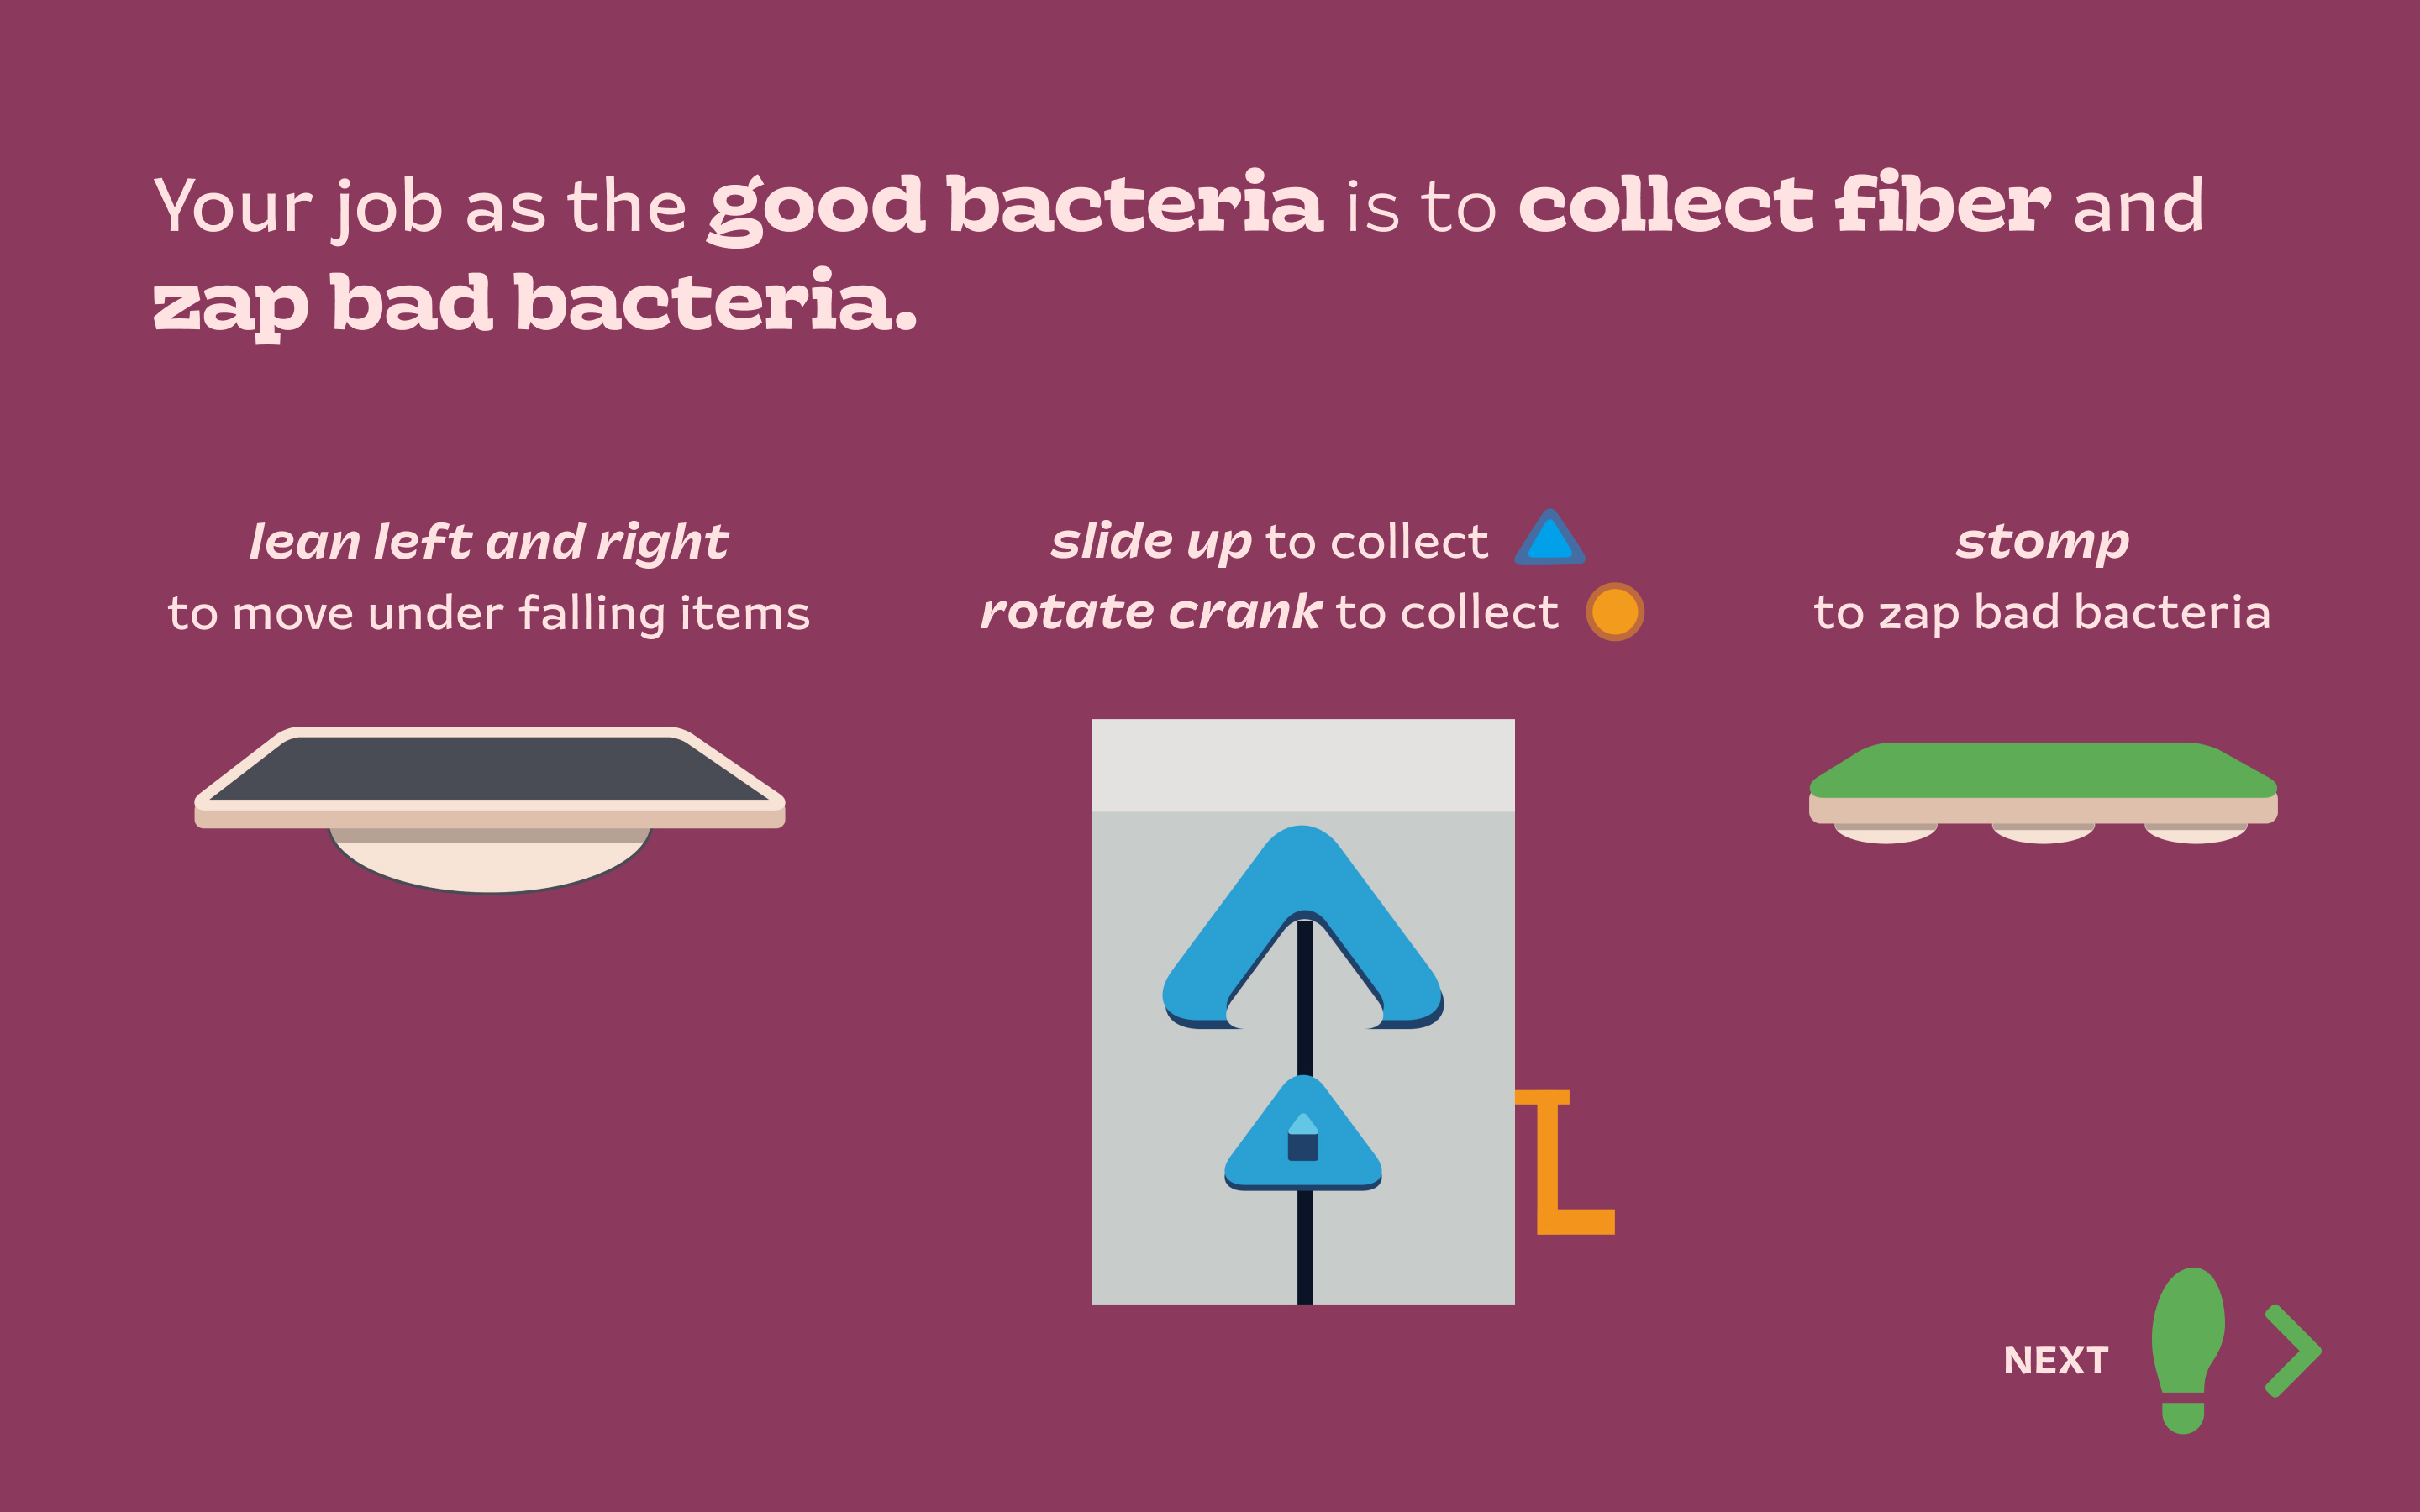 Your job as the good bacteria is to collect fiber and
zap bad bacteria.
lean left and right
to move under falling items
slide up to collect
rotate crank to collect
stomp
to zap bad bacteria
NEXT